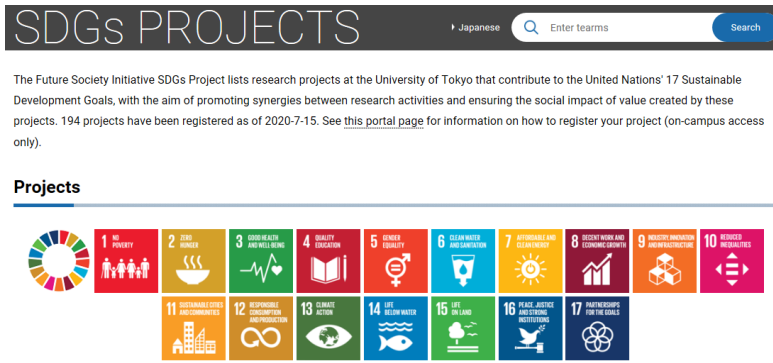 SDGs PROJECTS
Japanese
Enter tearms
Search
The Future Society Initiative SDGs Project lists research projects at the University of Tokyo that contribute to the United Nations' 17 Sustainable
Development Goals, with the aim of promoting synergies between research activities and ensuring the social impact of value created by these
projects. 194 projects have been registered as of 2020-7-15. See this portal page for information on how to register your project (on-campus access
only).
Projects
1 NO
POVERTY
2 ZERO
HUNGER
3 GOOD HEALTH
AND WELL-BEING
4 QUALITY
EDUCATION
5 GENDER
EQUALITY
6 CLEAN WATER
AND SANITATION
7 AFFORDABLE AND
CLEAN ENERGY
8 DECENT WORK AND
ECONOMIC GROWTH
9 INDUSTRY, INNOVATION
AND INFRASTRUCTURE
10 REDUCED
INEQUALITIES
11 SUSTAINABLE CITIES
AND COMMUNITIES
12 RESPONSIBLE
CONSUMPTION
AND PRODUCTION
13 CLIMATE
ACTION
14 LIFE
BELOW WATER
15 LIFE
ON LAND
16 PEACE, JUSTICE
AND STRONG
INSTITUTIONS
17 PARTNERSHIPS
FOR THE GOALS